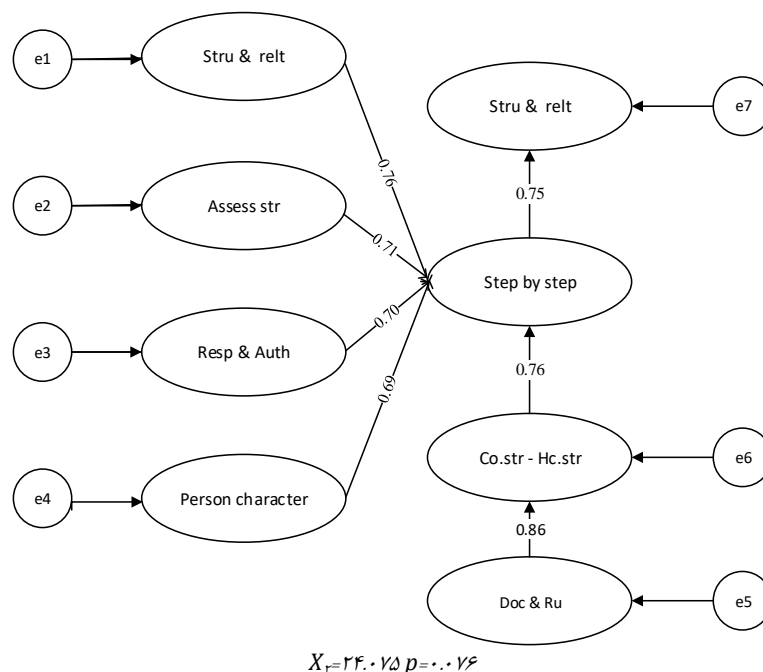 e1
Stru & relt
e2
Assess str
e3
Resp & Auth
e4
Person character
0.76
0.71
0.70
0.69
Stru & relt
e7
0.75
Step by step
0.76
Co.str - Hc.str
e6
0.86
Doc & Ru
e5
X₂=۲۴.۰۷۵ p=۰.۰۷۶